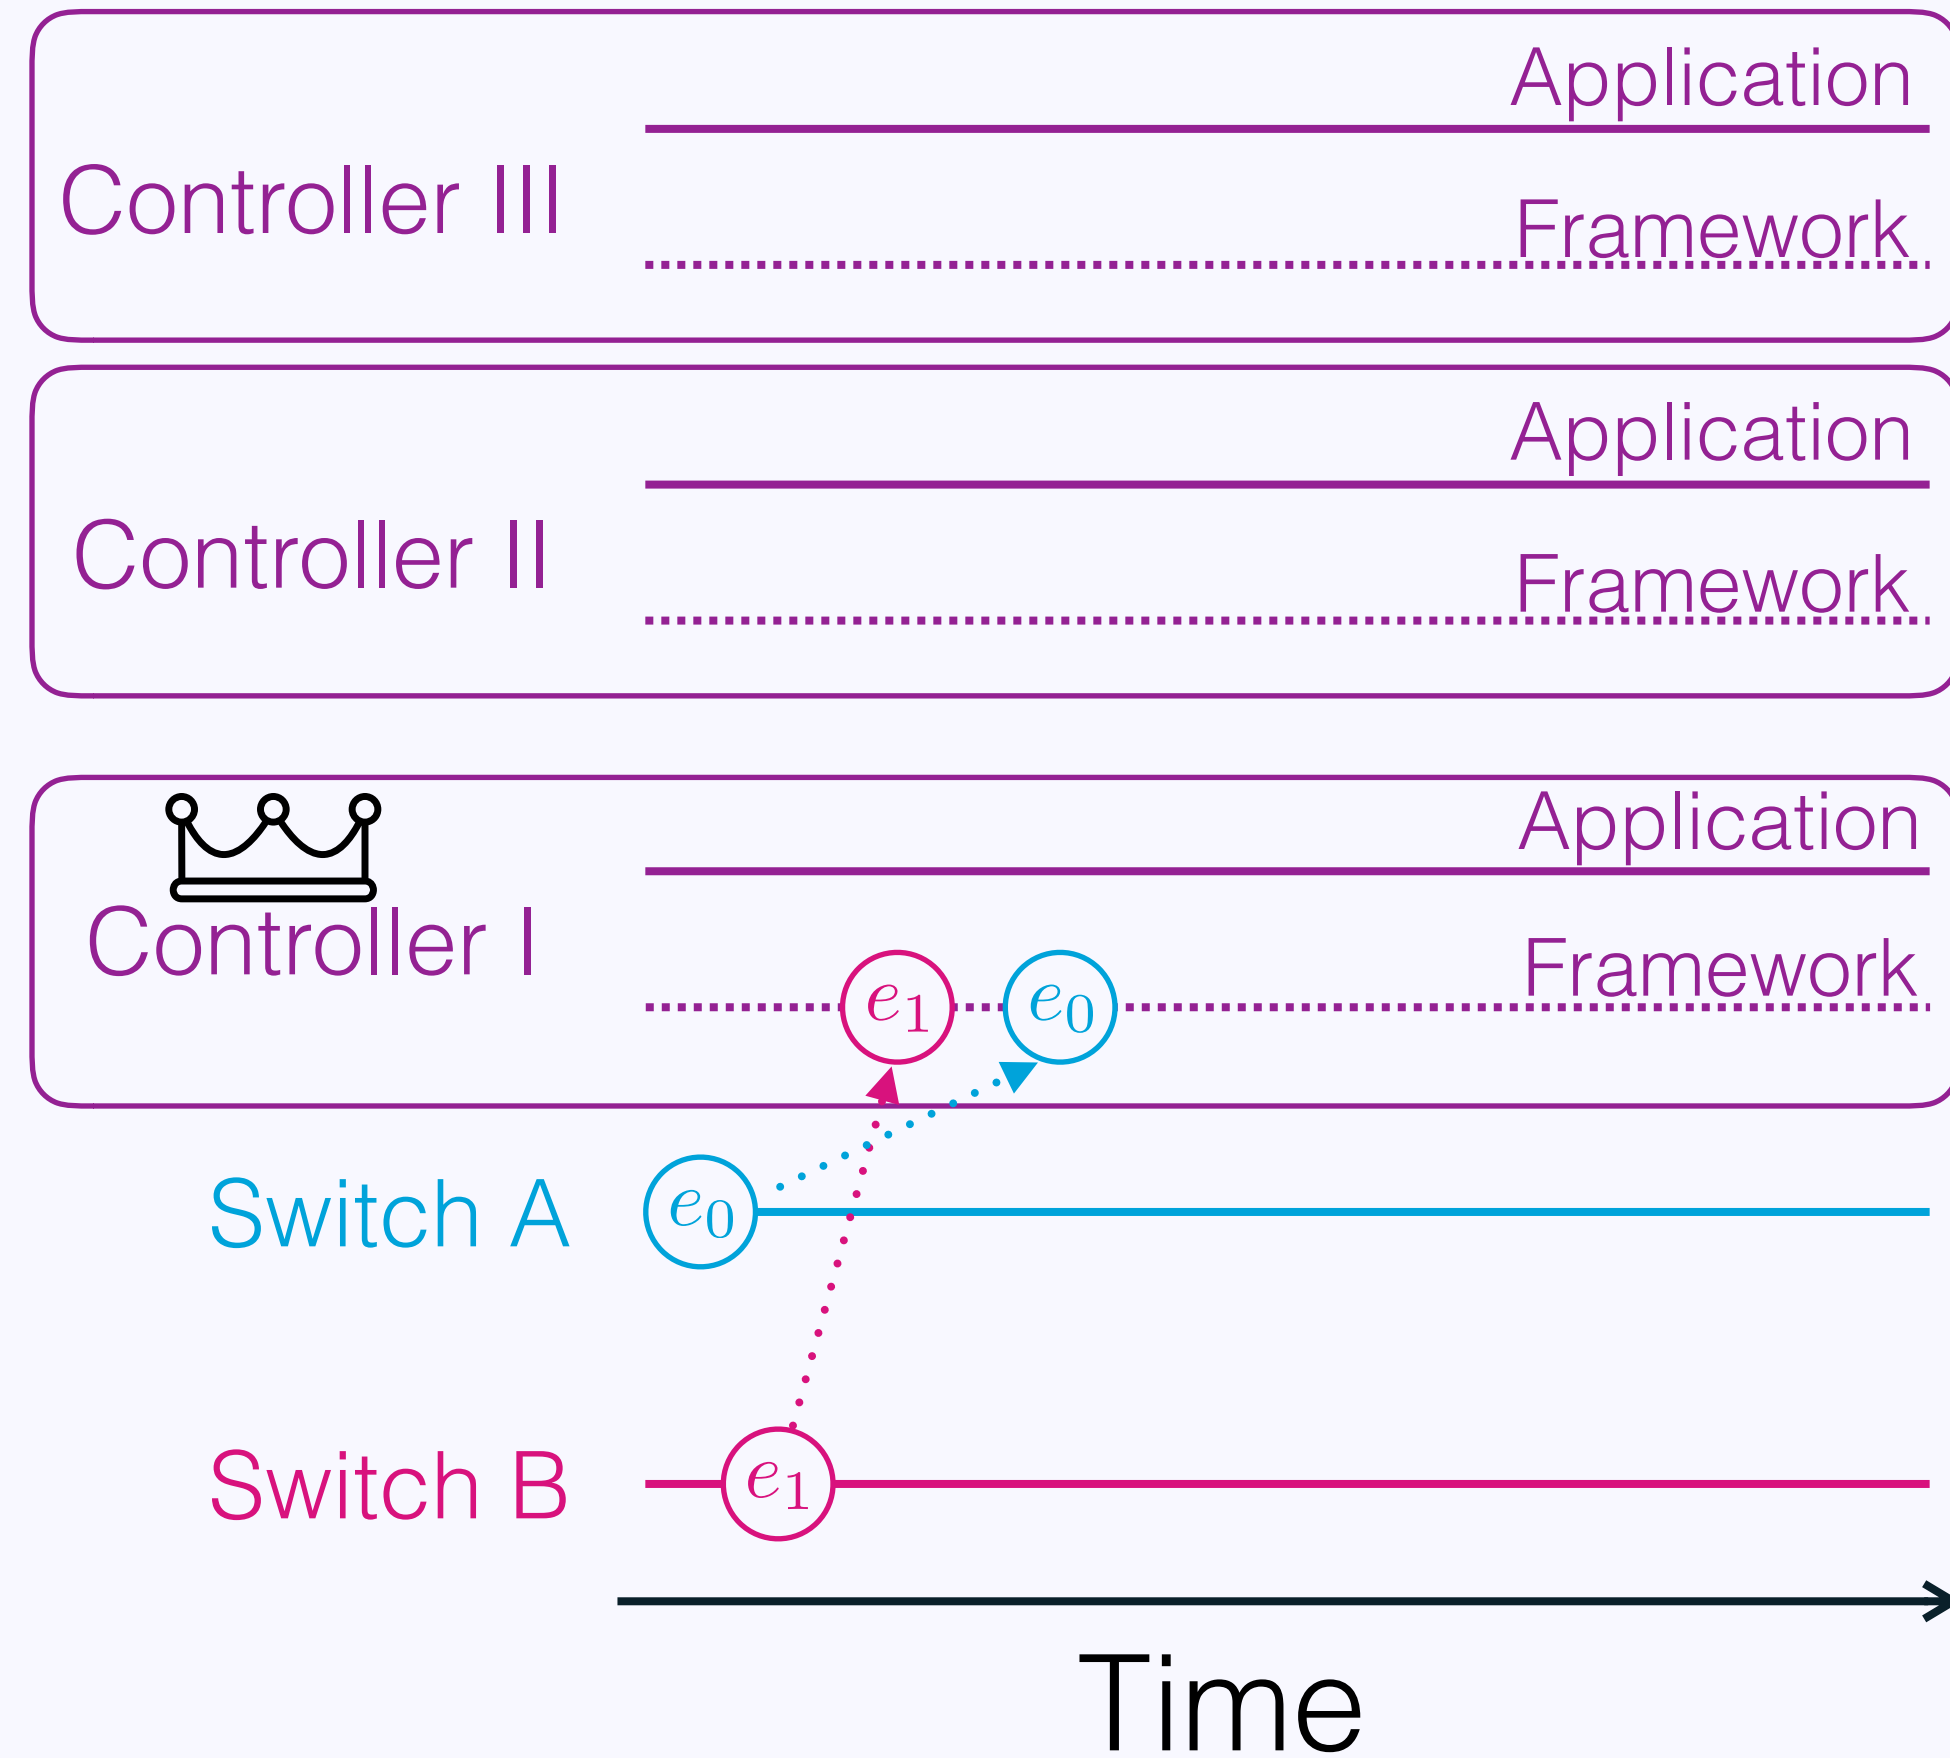 Application
Controller III
Framework
Application
Controller II
Framework
Application
Controller I
Framework
e₁ e₀
Switch A e₀
Switch B e₁
Time